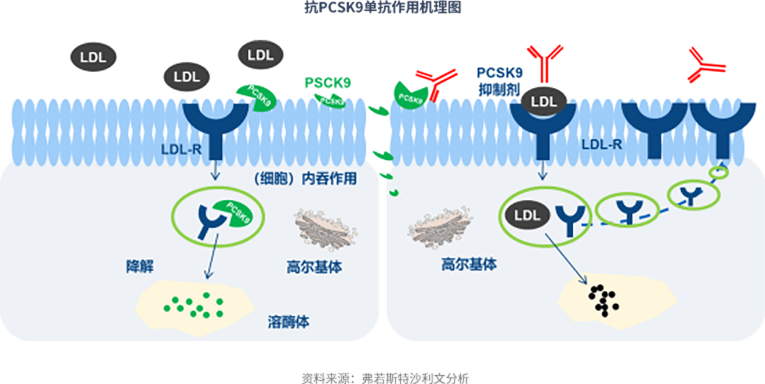 抗PCSK9单抗作用机理图
LDL
LDL
LDL
PCSK9
PSCK9
PCSK9
LDL-R
(细胞)内吞作用
PCSK9
高尔基体
降解
溶酶体
PCSK9
PCSK9
抑制剂
LDL
LDL-R
LDL
高尔基体
资料来源：弗若斯特沙利文分析